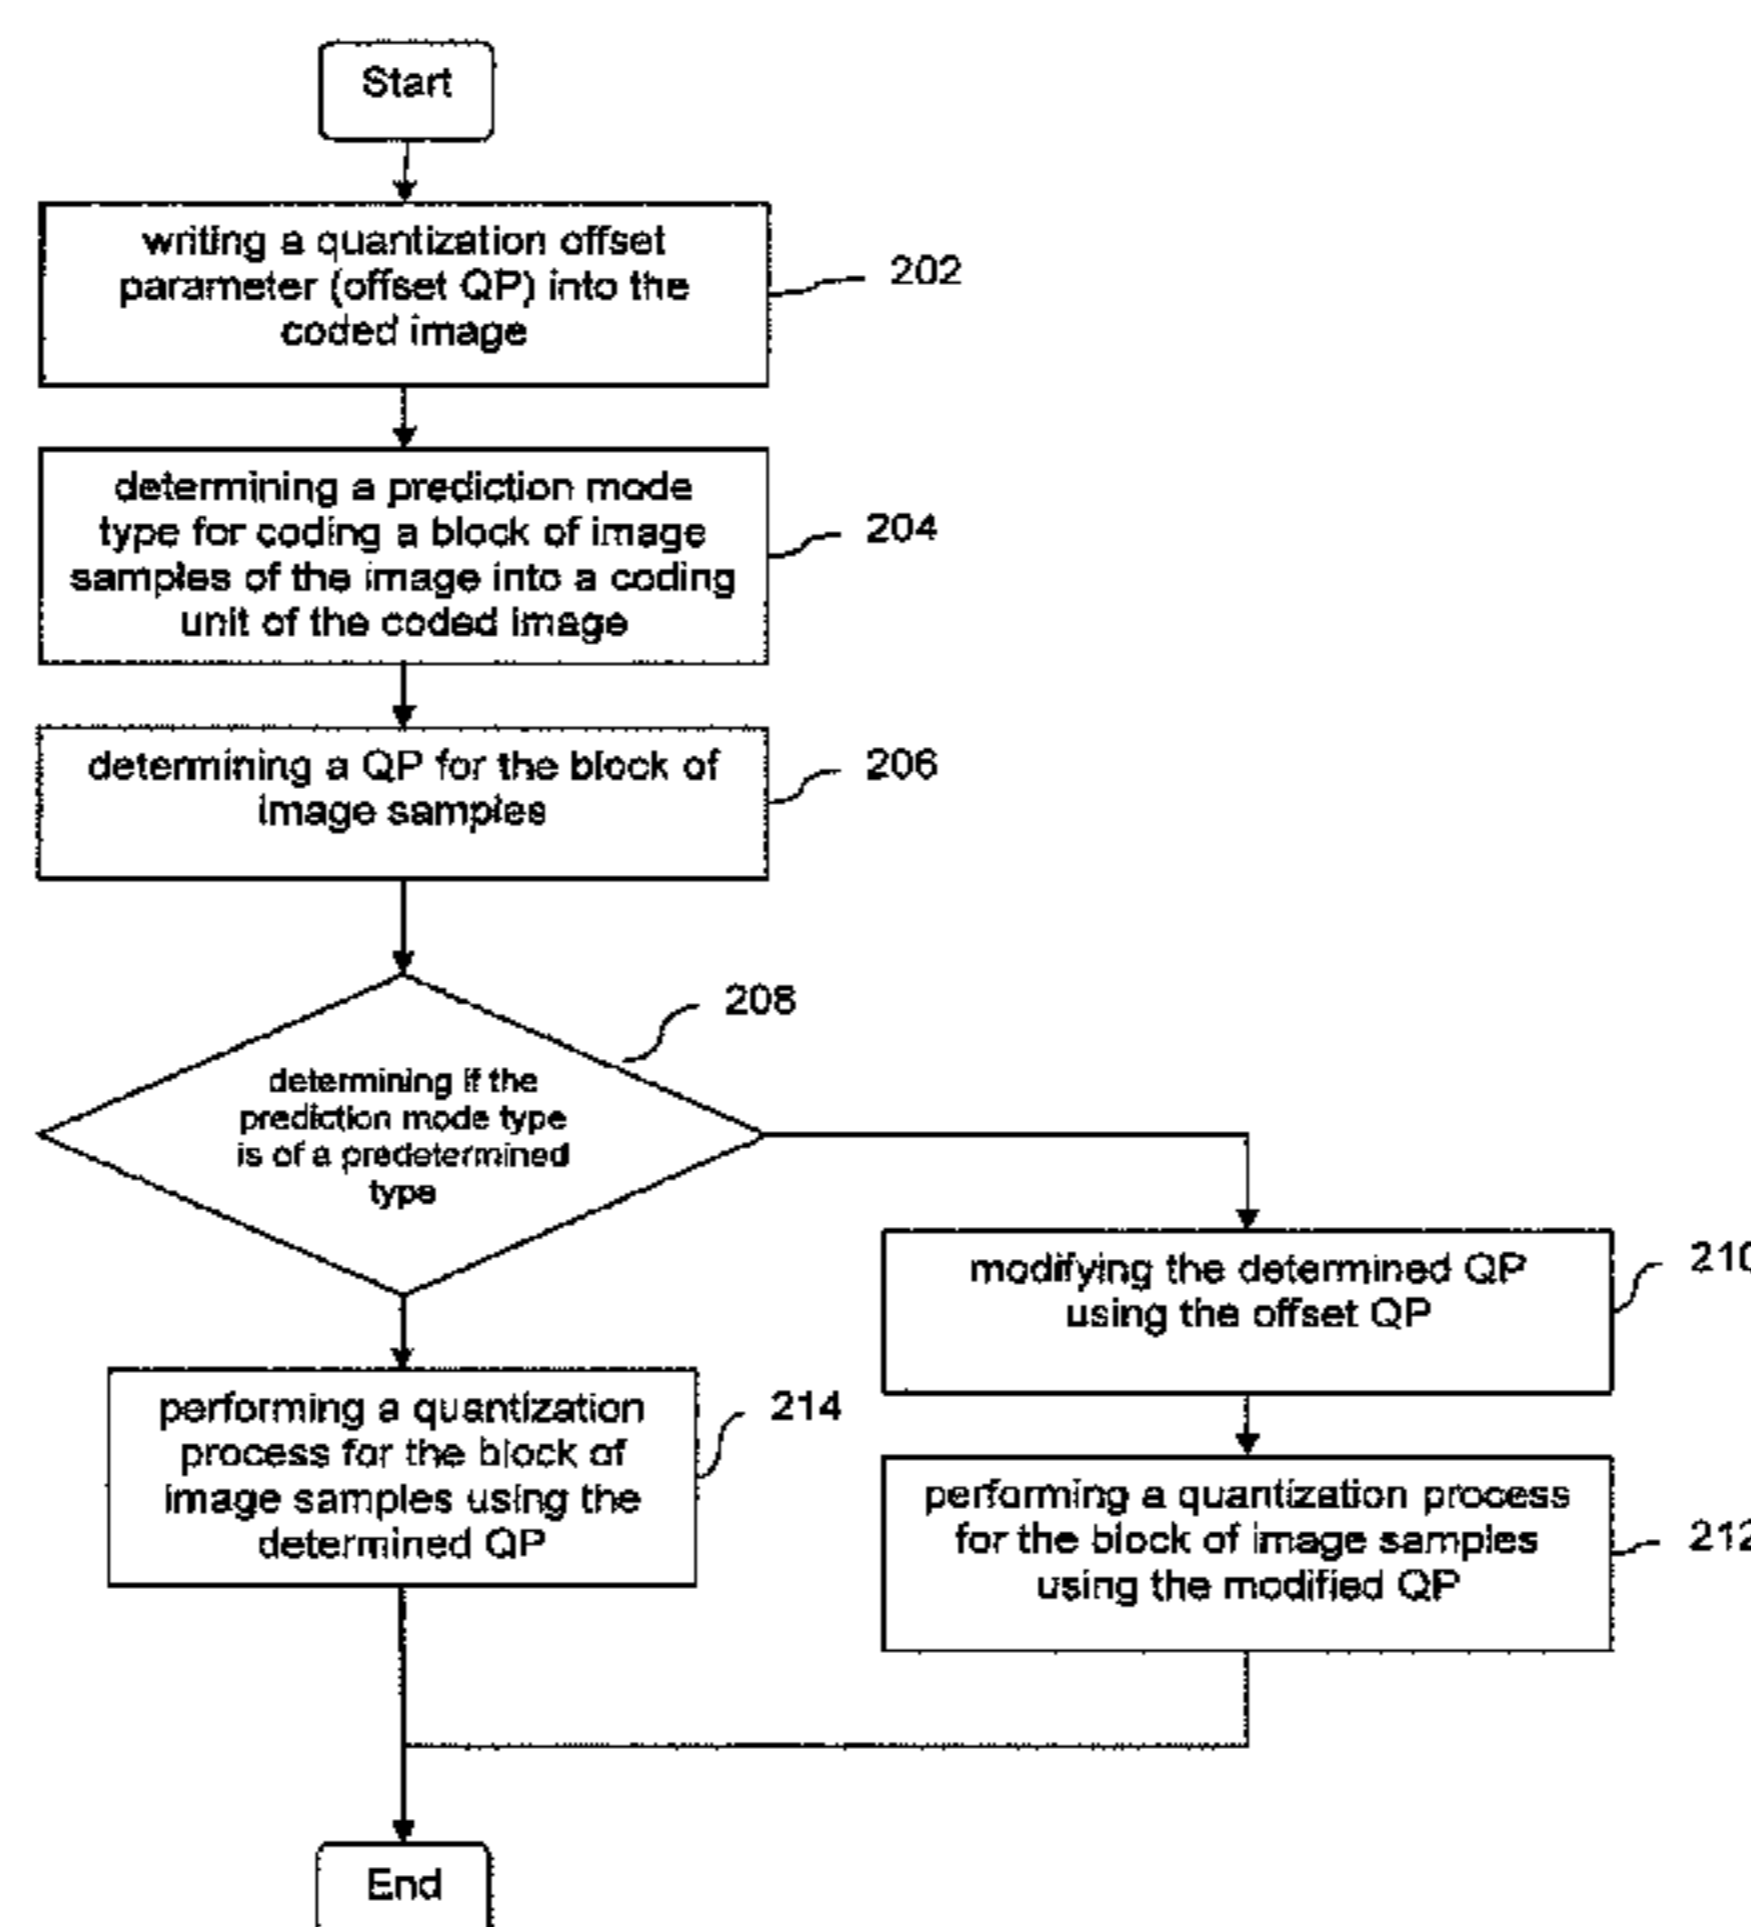 Start
writing a quantization offset
parameter (offset QP) into the
coded image
202
determining a prediction mode
type for coding a block of image
samples of the image into a coding
unit of the coded image
204
determining a QP for the block of
image samples
206
208
determining if the
prediction mode type
is of a predetermined
type
modifying the determined QP
using the offset QP
210
performing a quantization
process for the block of
image samples using the
determined QP
214
performing a quantization process
for the block of image samples
using the modified QP
212
End